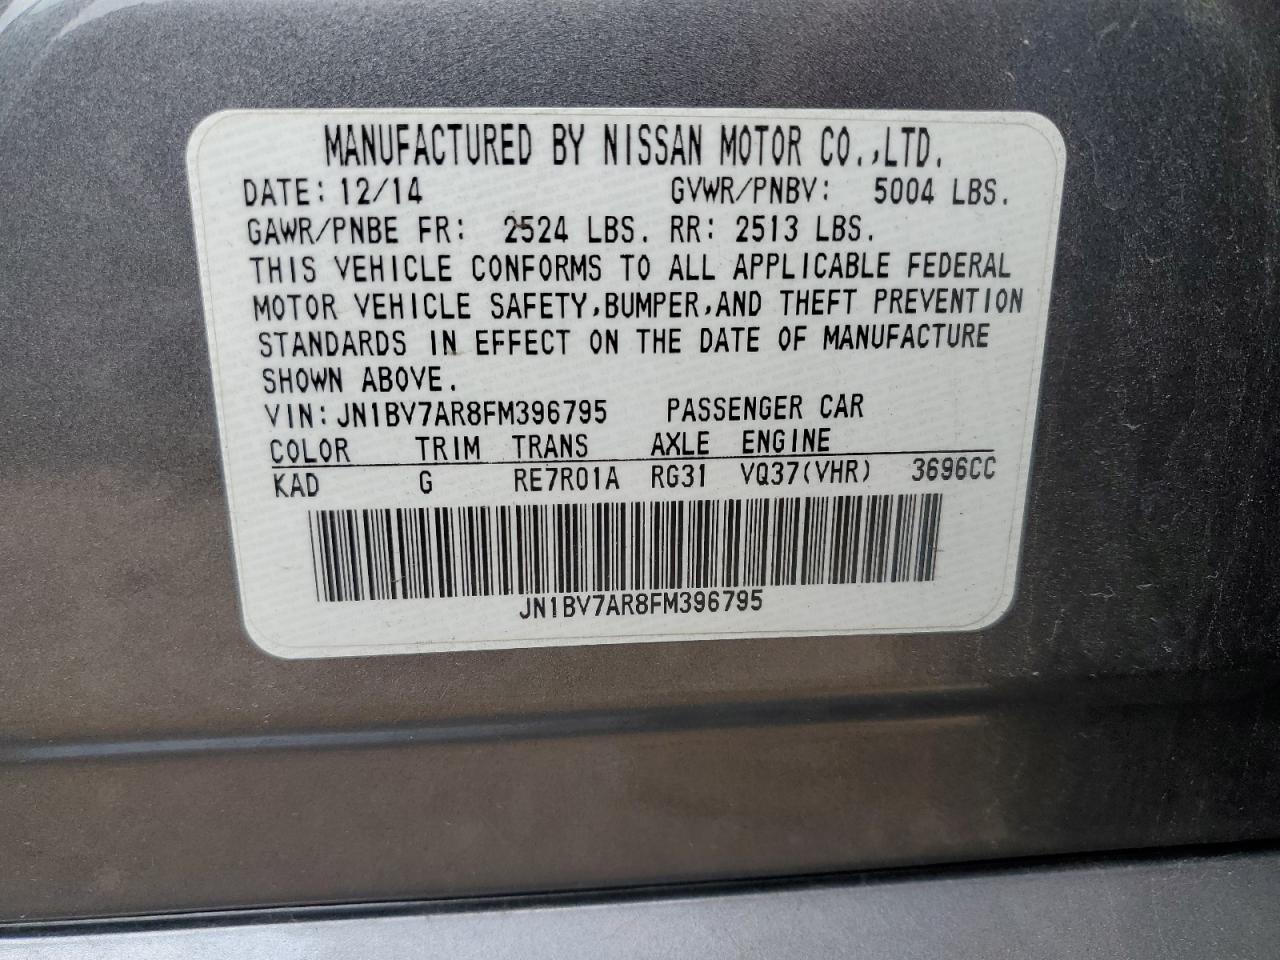 MANUFACTURED BY NISSAN MOTOR CO.,LTD.
DATE: 12/14 GVWR/PNBV: 5004 LBS.
GAWR/PNBE FR: 2524 LBS. RR: 2513 LBS.
THIS VEHICLE CONFORMS TO ALL APPLICABLE FEDERAL
MOTOR VEHICLE SAFETY,BUMPER,AND THEFT PREVENTION
STANDARDS IN EFFECT ON THE DATE OF MANUFACTURE
SHOWN ABOVE.
VIN:JN1BV7AR8FM396795 PASSENGER CAR
COLOR TRIM TRANS AXLE ENGINE
KAD G RE7R01A RG31 VQ37(VHR) 3696CC
JN1BV7AR8FM396795